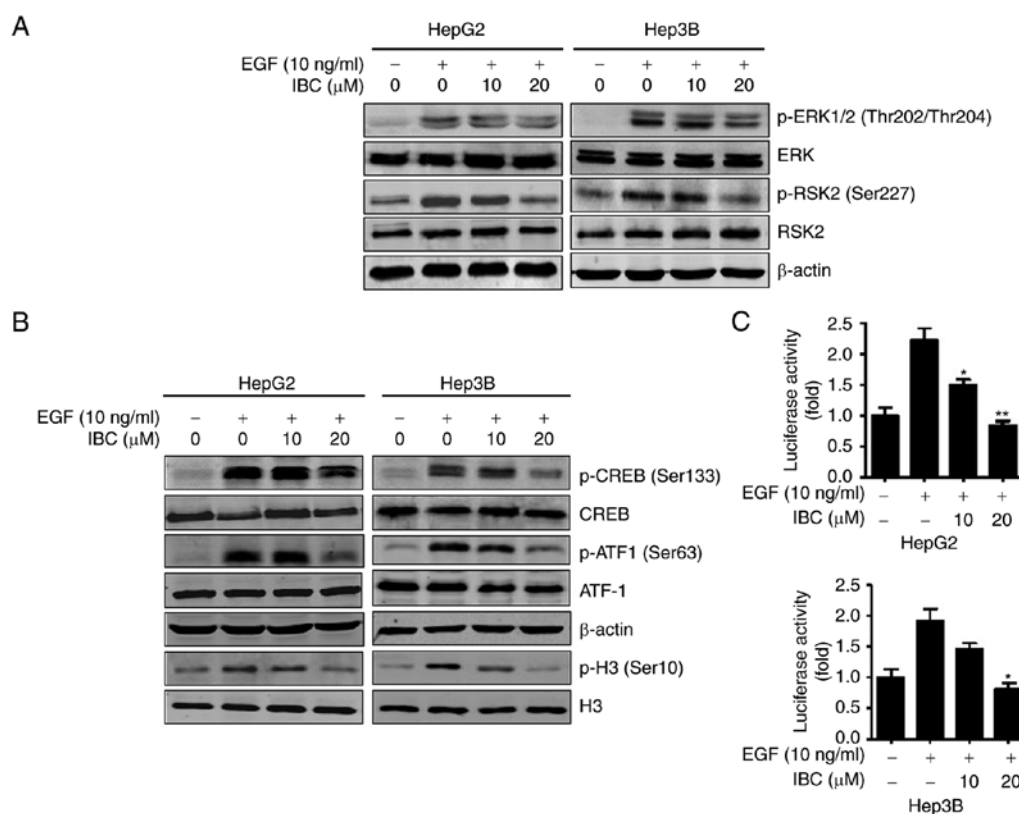 A
HepG2 Hep3B
EGF (10 ng/ml) – + + + – + + +
IBC (μM) 0 0 10 20 0 0 10 20
p-ERK1/2 (Thr202/Thr204)
ERK
p-RSK2 (Ser227)
RSK2
β-actin
B
HepG2 Hep3B
EGF (10 ng/ml) – + + + – + + +
IBC (μM) 0 0 10 20 0 0 10 20
p-CREB (Ser133)
CREB
p-ATF1 (Ser63)
ATF-1
β-actin
p-H3 (Ser10)
H3
C
Luciferase activity
(fold)
2.5
2.0
1.5
1.0
0.5
0.0
*
**
EGF (10 ng/ml) – + + +
IBC (μM) – – 10 20
HepG2
Luciferase activity
(fold)
2.5
2.0
1.5
1.0
0.5
0.0
*
EGF (10 ng/ml) – + + +
IBC (μM) – – 10 20
Hep3B